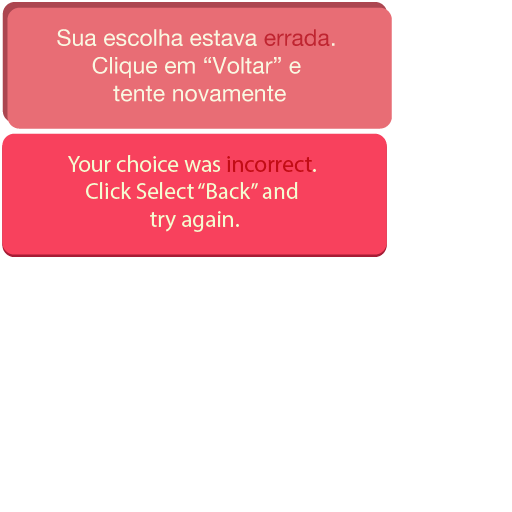 Sua escolha estava errada.
Clique em “Voltar” e
tente novamente
Your choice was incorrect.
Click Select “Back” and
try again.